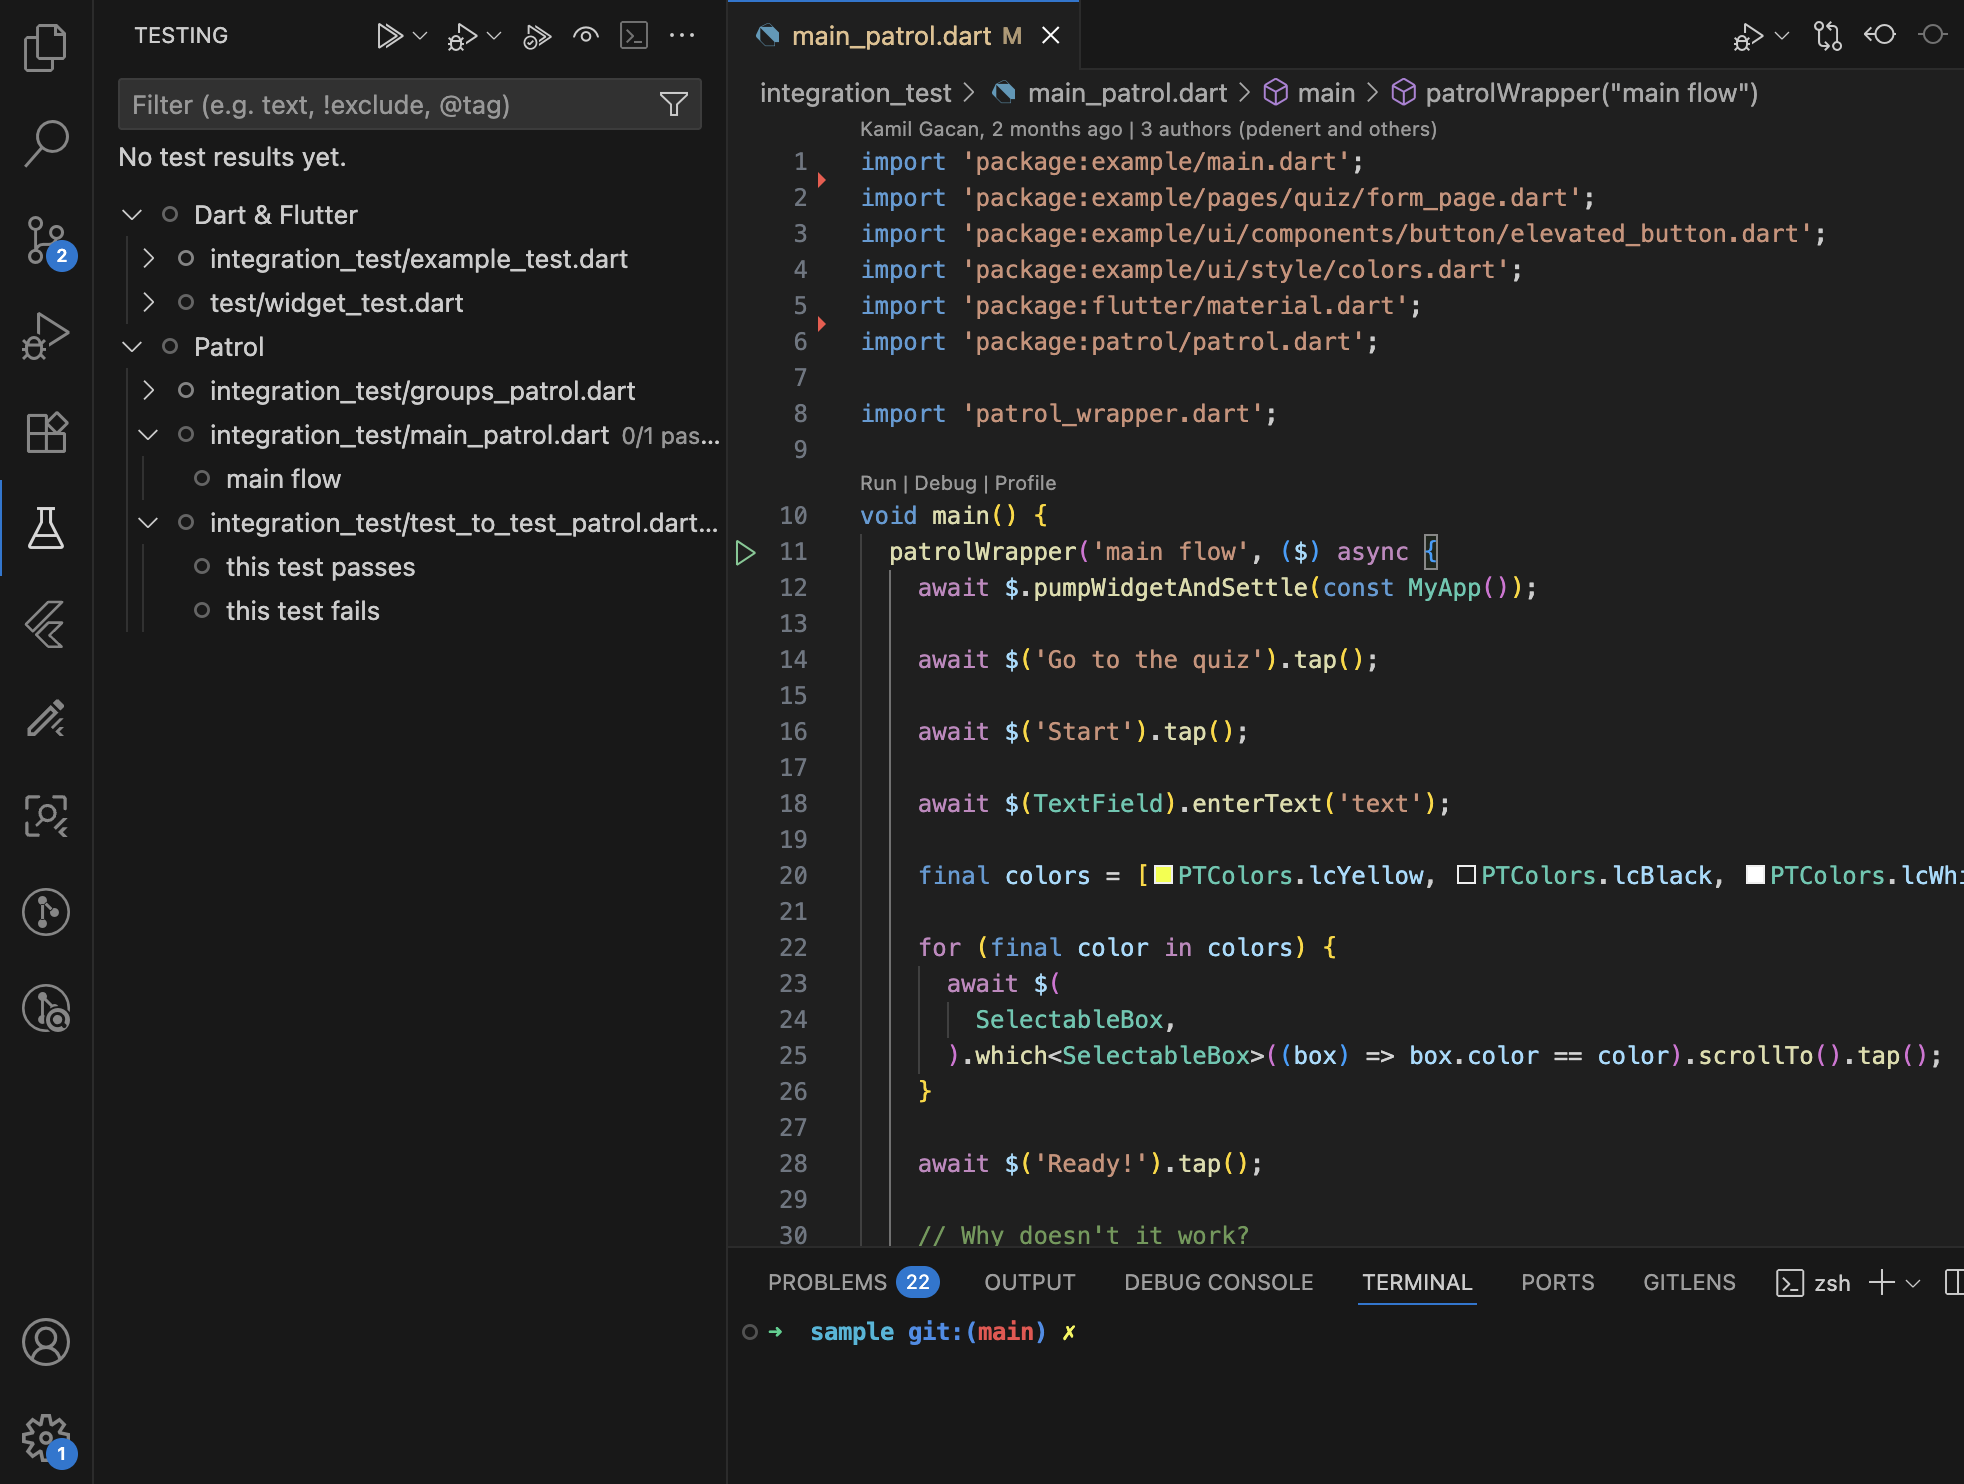 TESTING
Filter (e.g. text, !exclude, @tag)
No test results yet.
Dart & Flutter
integration_test/example_test.dart
test/widget_test.dart
Patrol
integration_test/groups_patrol.dart
integration_test/main_patrol.dart 0/1 pas...
main flow
integration_test/test_to_test_patrol.dart...
this test passes
this test fails
2
1
main_patrol.dart M
integration_test > main_patrol.dart > main > patrolWrapper("main flow")
Kamil Gacan, 2 months ago | 3 authors (pdenert and others)
1 import 'package:example/main.dart';
2 import 'package:example/pages/quiz/form_page.dart';
3 import 'package:example/ui/components/button/elevated_button.dart';
4 import 'package:example/ui/style/colors.dart';
5 import 'package:flutter/material.dart';
6 import 'package:patrol/patrol.dart';
7
8 import 'patrol_wrapper.dart';
9
Run | Debug | Profile
10 void main() {
11 patrolWrapper('main flow', ($) async {
12 await $.pumpWidgetAndSettle(const MyApp());
13
14 await $('Go to the quiz').tap();
15
16 await $('Start').tap();
17
18 await $(TextField).enterText('text');
19
20 final colors = [PTColors.lcYellow, PTColors.lcBlack, PTColors.lcWhi
21
22 for (final color in colors) {
23 await $(
24 SelectableBox,
25 ).which<SelectableBox>((box) => box.color == color).scrollTo().tap();
26 }
27
28 await $('Ready!').tap();
29
30 // Why doesn't it work?
PROBLEMS 22 OUTPUT DEBUG CONSOLE TERMINAL PORTS GITLENS zsh
➜ sample git:(main) ✗